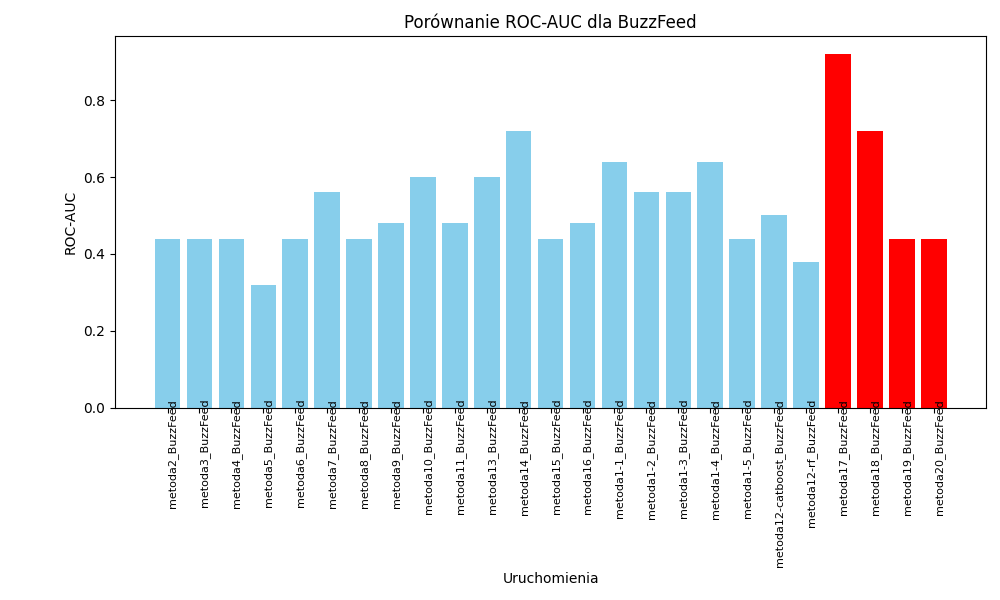 Porównanie ROC-AUC dla BuzzFeed
ROC-AUC
0.8
0.6
0.4
0.2
0.0
metoda2_BuzzFeed
metoda3_BuzzFeed
metoda4_BuzzFeed
metoda5_BuzzFeed
metoda6_BuzzFeed
metoda7_BuzzFeed
metoda8_BuzzFeed
metoda9_BuzzFeed
metoda10_BuzzFeed
metoda11_BuzzFeed
metoda13_BuzzFeed
metoda14_BuzzFeed
metoda15_BuzzFeed
metoda16_BuzzFeed
metoda1-1_BuzzFeed
metoda1-2_BuzzFeed
metoda1-3_BuzzFeed
metoda1-4_BuzzFeed
metoda1-5_BuzzFeed
metoda12-catboost_BuzzFeed
metoda12-rf_BuzzFeed
metoda17_BuzzFeed
metoda18_BuzzFeed
metoda19_BuzzFeed
metoda20_BuzzFeed
Uruchomienia